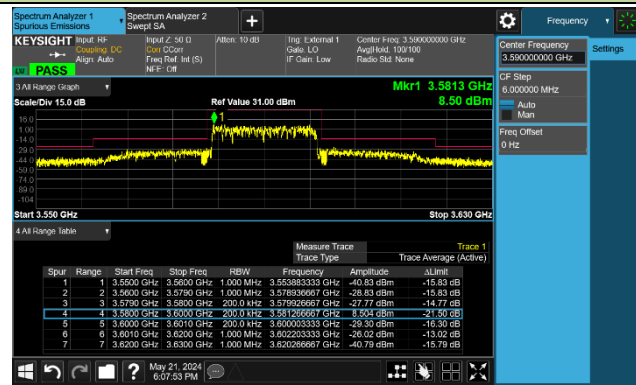 Spectrum Analyzer 1
Spurious Emissions
Spectrum Analyzer 2
Swept SA
Frequency
KEYSIGHT
Input: RF
Coupling: DC
Align: Auto
Input Z: 50 Ω
Corr CCorr
Freq Ref: Int (S)
NFE: Off
Atten: 10 dB
Trig: External 1
Gate: LO
IF Gain: Low
Center Freq: 3.590000000 GHz
Avg|Hold: 100/100
Radio Std: None
PASS
Center Frequency
3.590000000 GHz
Settings
CF Step
6.000000 MHz
Auto
Man
Freq Offset
0 Hz
3 All Range Graph
Mkr1 3.5813 GHz
8.50 dBm
Scale/Div 15.0 dB
Ref Value 31.00 dBm
1
16.0
1.00
-14.0
-29.0
-44.0
-59.0
-74.0
-89.0
-104
Start 3.550 GHz
Stop 3.630 GHz
4 All Range Table
Measure Trace Trace 1
Trace Type Trace Average (Active)
Spur Range Start Freq Stop Freq RBW Frequency Amplitude ΔLimit
1 1 3.5500 GHz 3.5600 GHz 1.000 MHz 3.553883333 GHz -40.83 dBm -15.83 dB
2 2 3.5600 GHz 3.5790 GHz 1.000 MHz 3.578936667 GHz -28.83 dBm -15.83 dB
3 3 3.5790 GHz 3.5800 GHz 200.0 kHz 3.579926667 GHz -27.77 dBm -14.77 dB
4 4 3.5800 GHz 3.6000 GHz 200.0 kHz 3.581266667 GHz 8.504 dBm -21.50 dB
5 5 3.6000 GHz 3.6010 GHz 200.0 kHz 3.600003333 GHz -29.30 dBm -16.30 dB
6 6 3.6010 GHz 3.6200 GHz 1.000 MHz 3.602203333 GHz -26.02 dBm -13.02 dB
7 7 3.6200 GHz 3.6300 GHz 1.000 MHz 3.620266667 GHz -40.79 dBm -15.79 dB
May 21, 2024
6:07:53 PM